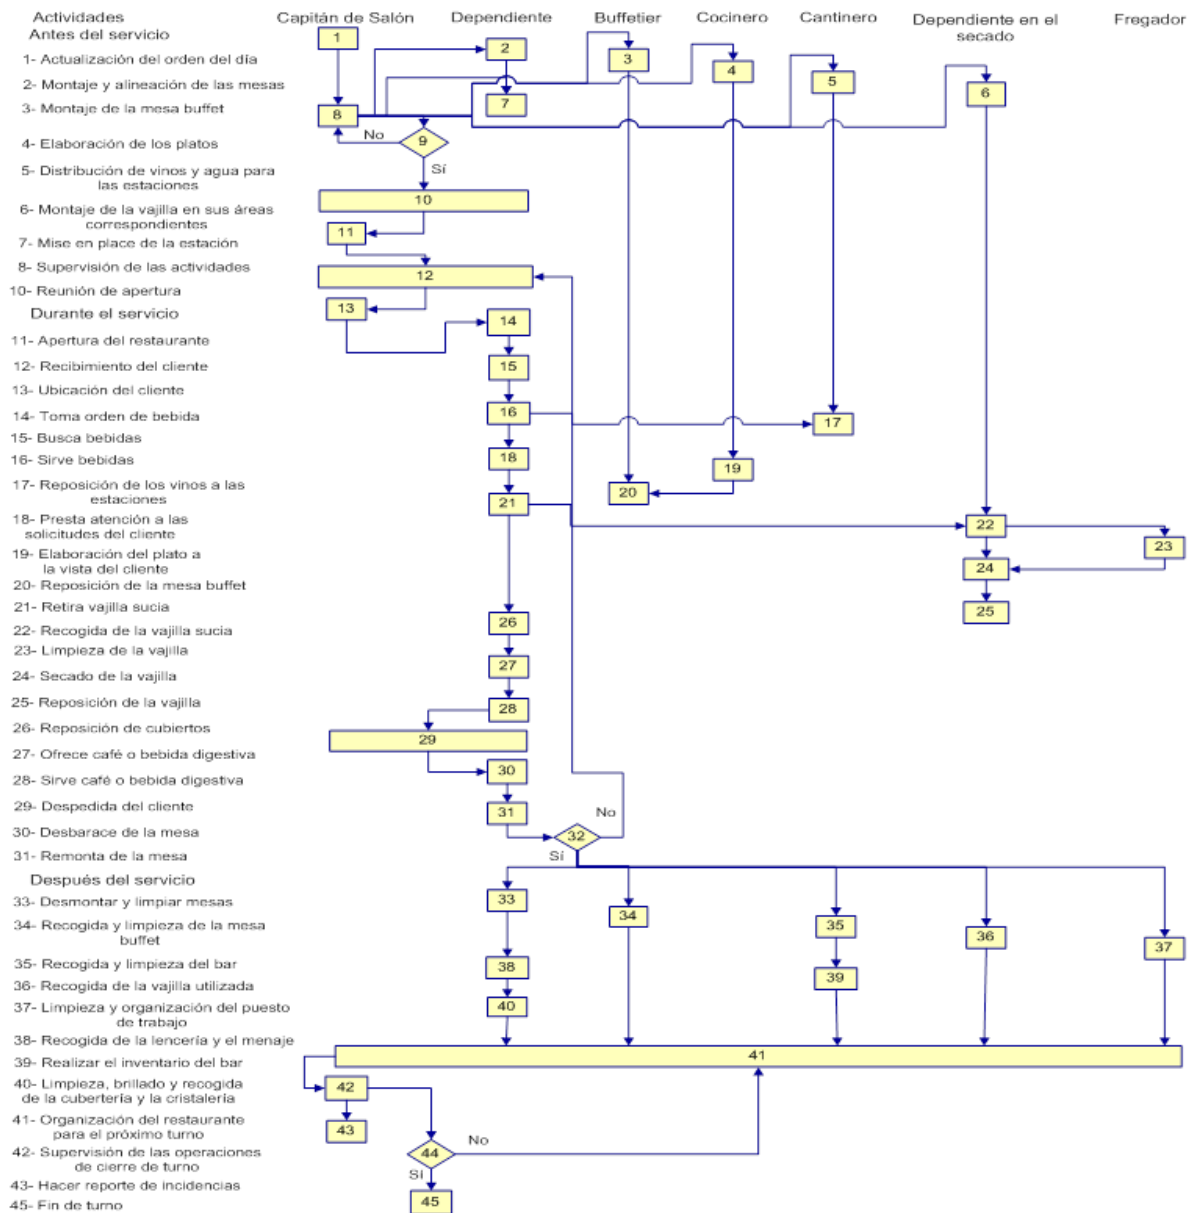 Actividades
Capitán de Salón
Dependiente
Buffetier
Cocinero
Cantinero
Dependiente en el
secado
Fregador
Antes del servicio
1- Actualización del orden del día
2- Montaje y alineación de las mesas
3- Montaje de la mesa buffet
4- Elaboración de los platos
5- Distribución de vinos y agua para
las estaciones
6- Montaje de la vajilla en sus áreas
correspondientes
7- Mise en place de la estación
8- Supervisión de las actividades
10- Reunión de apertura
Durante el servicio
11- Apertura del restaurante
12- Recibimiento del cliente
13- Ubicación del cliente
14- Toma orden de bebida
15- Busca bebidas
16- Sirve bebidas
17- Reposición de los vinos a las
estaciones
18- Presta atención a las
solicitudes del cliente
19- Elaboración del plato a
la vista del cliente
20- Reposición de la mesa buffet
21- Retira vajilla sucia
22- Recogida de la vajilla sucia
23- Limpieza de la vajilla
24- Secado de la vajilla
25- Reposición de la vajilla
26- Reposición de cubiertos
27- Ofrece café o bebida digestiva
28- Sirve café o bebida digestiva
29- Despedida del cliente
30- Desbarace de la mesa
31- Remonta de la mesa
Después del servicio
33- Desmontar y limpiar mesas
34- Recogida y limpieza de la mesa
buffet
35- Recogida y limpieza del bar
36- Recogida de la vajilla utilizada
37- Limpieza y organización del puesto
de trabajo
38- Recogida de la lencería y el menaje
39- Realizar el inventario del bar
40- Limpieza, brillado y recogida
de la cubertería y la cristalería
41- Organización del restaurante
para el próximo turno
42- Supervisión de las operaciones
de cierre de turno
43- Hacer reporte de incidencias
45- Fin de turno
1
2
3
4
5
6
7
8
No
9
Sí
10
11
12
13
14
15
16
17
18
19
20
21
22
23
24
25
26
27
28
29
30
31
No
32
Sí
33
34
35
36
37
38
39
40
41
42
43
No
44
Sí
45